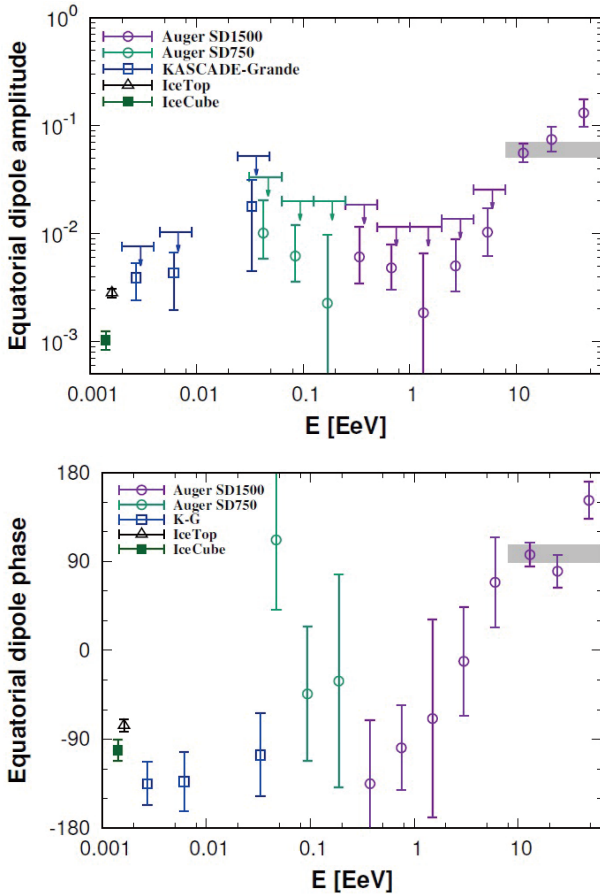 Equatorial dipole amplitude
10^0
10^-1
10^-2
10^-3
Auger SD1500
Auger SD750
KASCADE-Grande
IceTop
IceCube
0.001 0.01 0.1 1 10
E [EeV]
Equatorial dipole phase
180
90
0
-90
-180
Auger SD1500
Auger SD750
K-G
IceTop
IceCube
0.001 0.01 0.1 1 10
E [EeV]